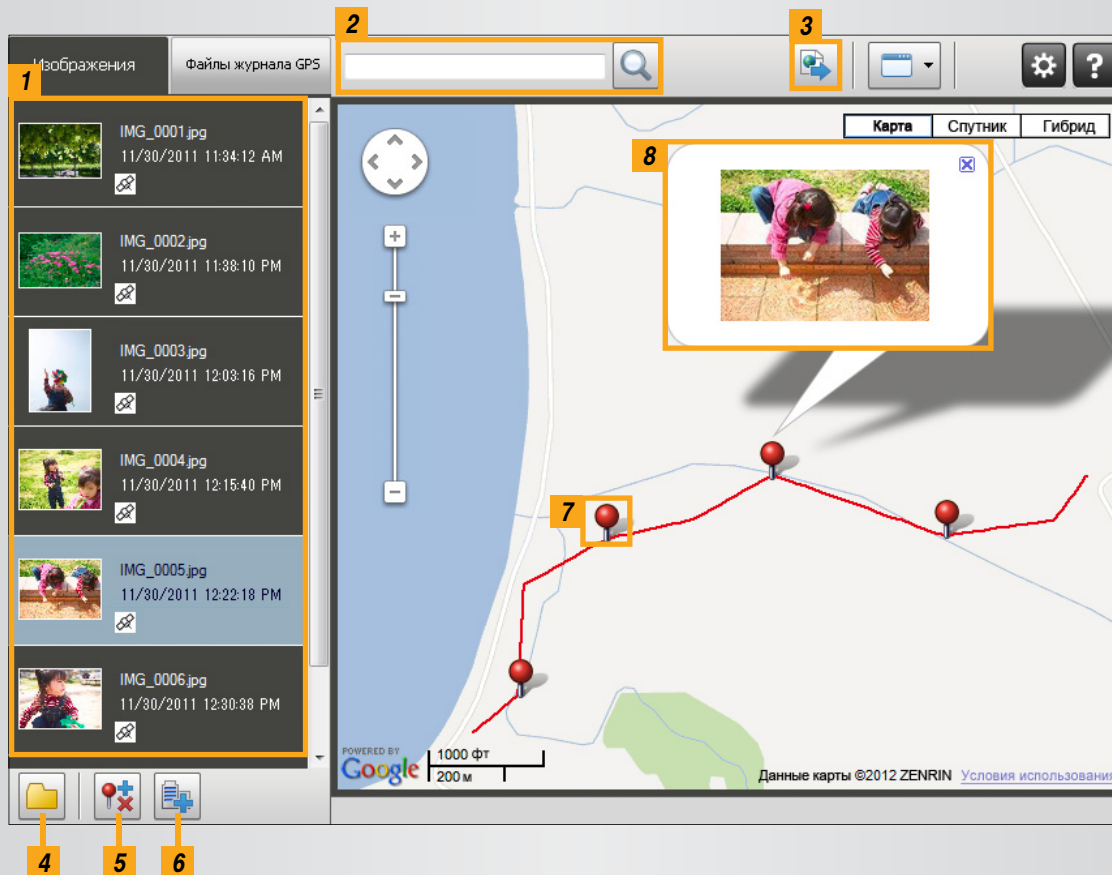 2
3
Изображения
Файлы журнала GPS
1
IMG_0001.jpg
11/30/2011 11:34:12 AM
IMG_0002.jpg
11/30/2011 11:38:10 PM
IMG_0003.jpg
11/30/2011 12:03:16 PM
IMG_0004.jpg
11/30/2011 12:15:40 PM
IMG_0005.jpg
11/30/2011 12:22:18 PM
IMG_0006.jpg
11/30/2011 12:30:38 PM
4
5
6
?
Карта
Спутник
Гибрид
8
7
POWERED BY
Google
1000 фт
200 м
Данные карты ©2012 ZENRIN Условия использования